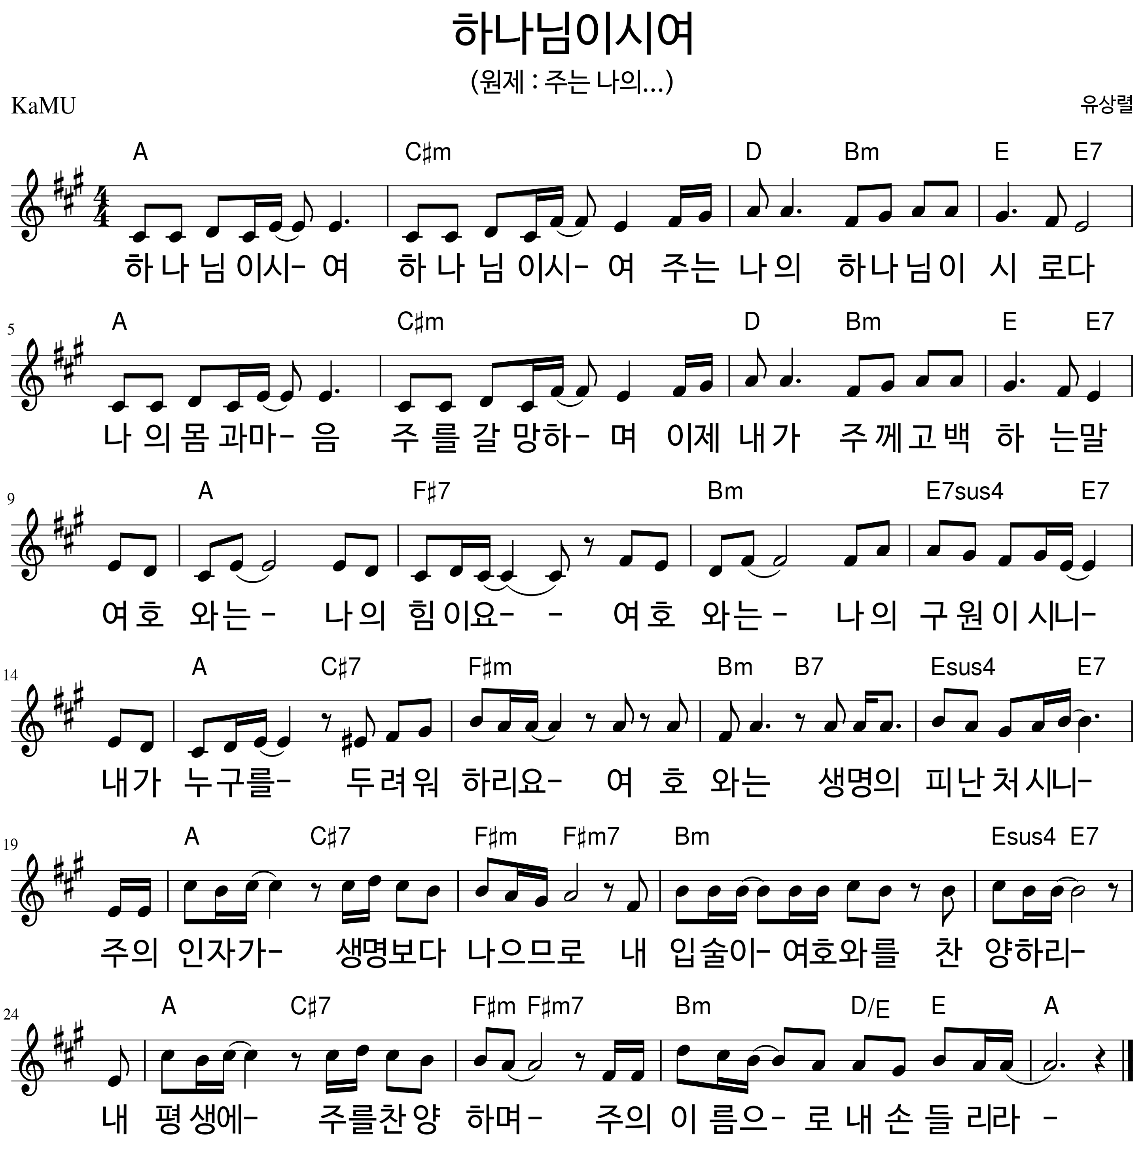 하나님이시여
(원제 : 주는 나의...)
KaMU 유상렬
A C♯m D Bm E E7
4 4
하 나 님 이시- 여 하 나 님 이시- 여 주는 나 의 하 나 님 이 시 로다
5 A C♯m D Bm E E7
나 의 몸 과마- 음 주 를 갈 망하- 며 이제 내 가 주 께 고 백 하 는말
9 A F♯7 Bm E7sus4 E7
여 호 와 는 - 나 의 힘 이요- - 여 호 와 는 - 나 의 구 원 이 시니-
14 A C♯7 F♯m Bm B7 Esus4 E7
내 가 누 구를- 두 려 워 하 리요- 여 호 와 는 생 명의 피 난 처 시니-
19 A C♯7 F♯m F♯m7 Bm Esus4 E7
주의 인 자가- 생명보다 나 으므로 내 입 술이- 여호와를 찬 양하리-
24 A C♯7 F♯m F♯m7 Bm D/E E A
내 평 생에- 주를찬 양 하며- 주의 이 름으- 로 내 손 들 리라 -